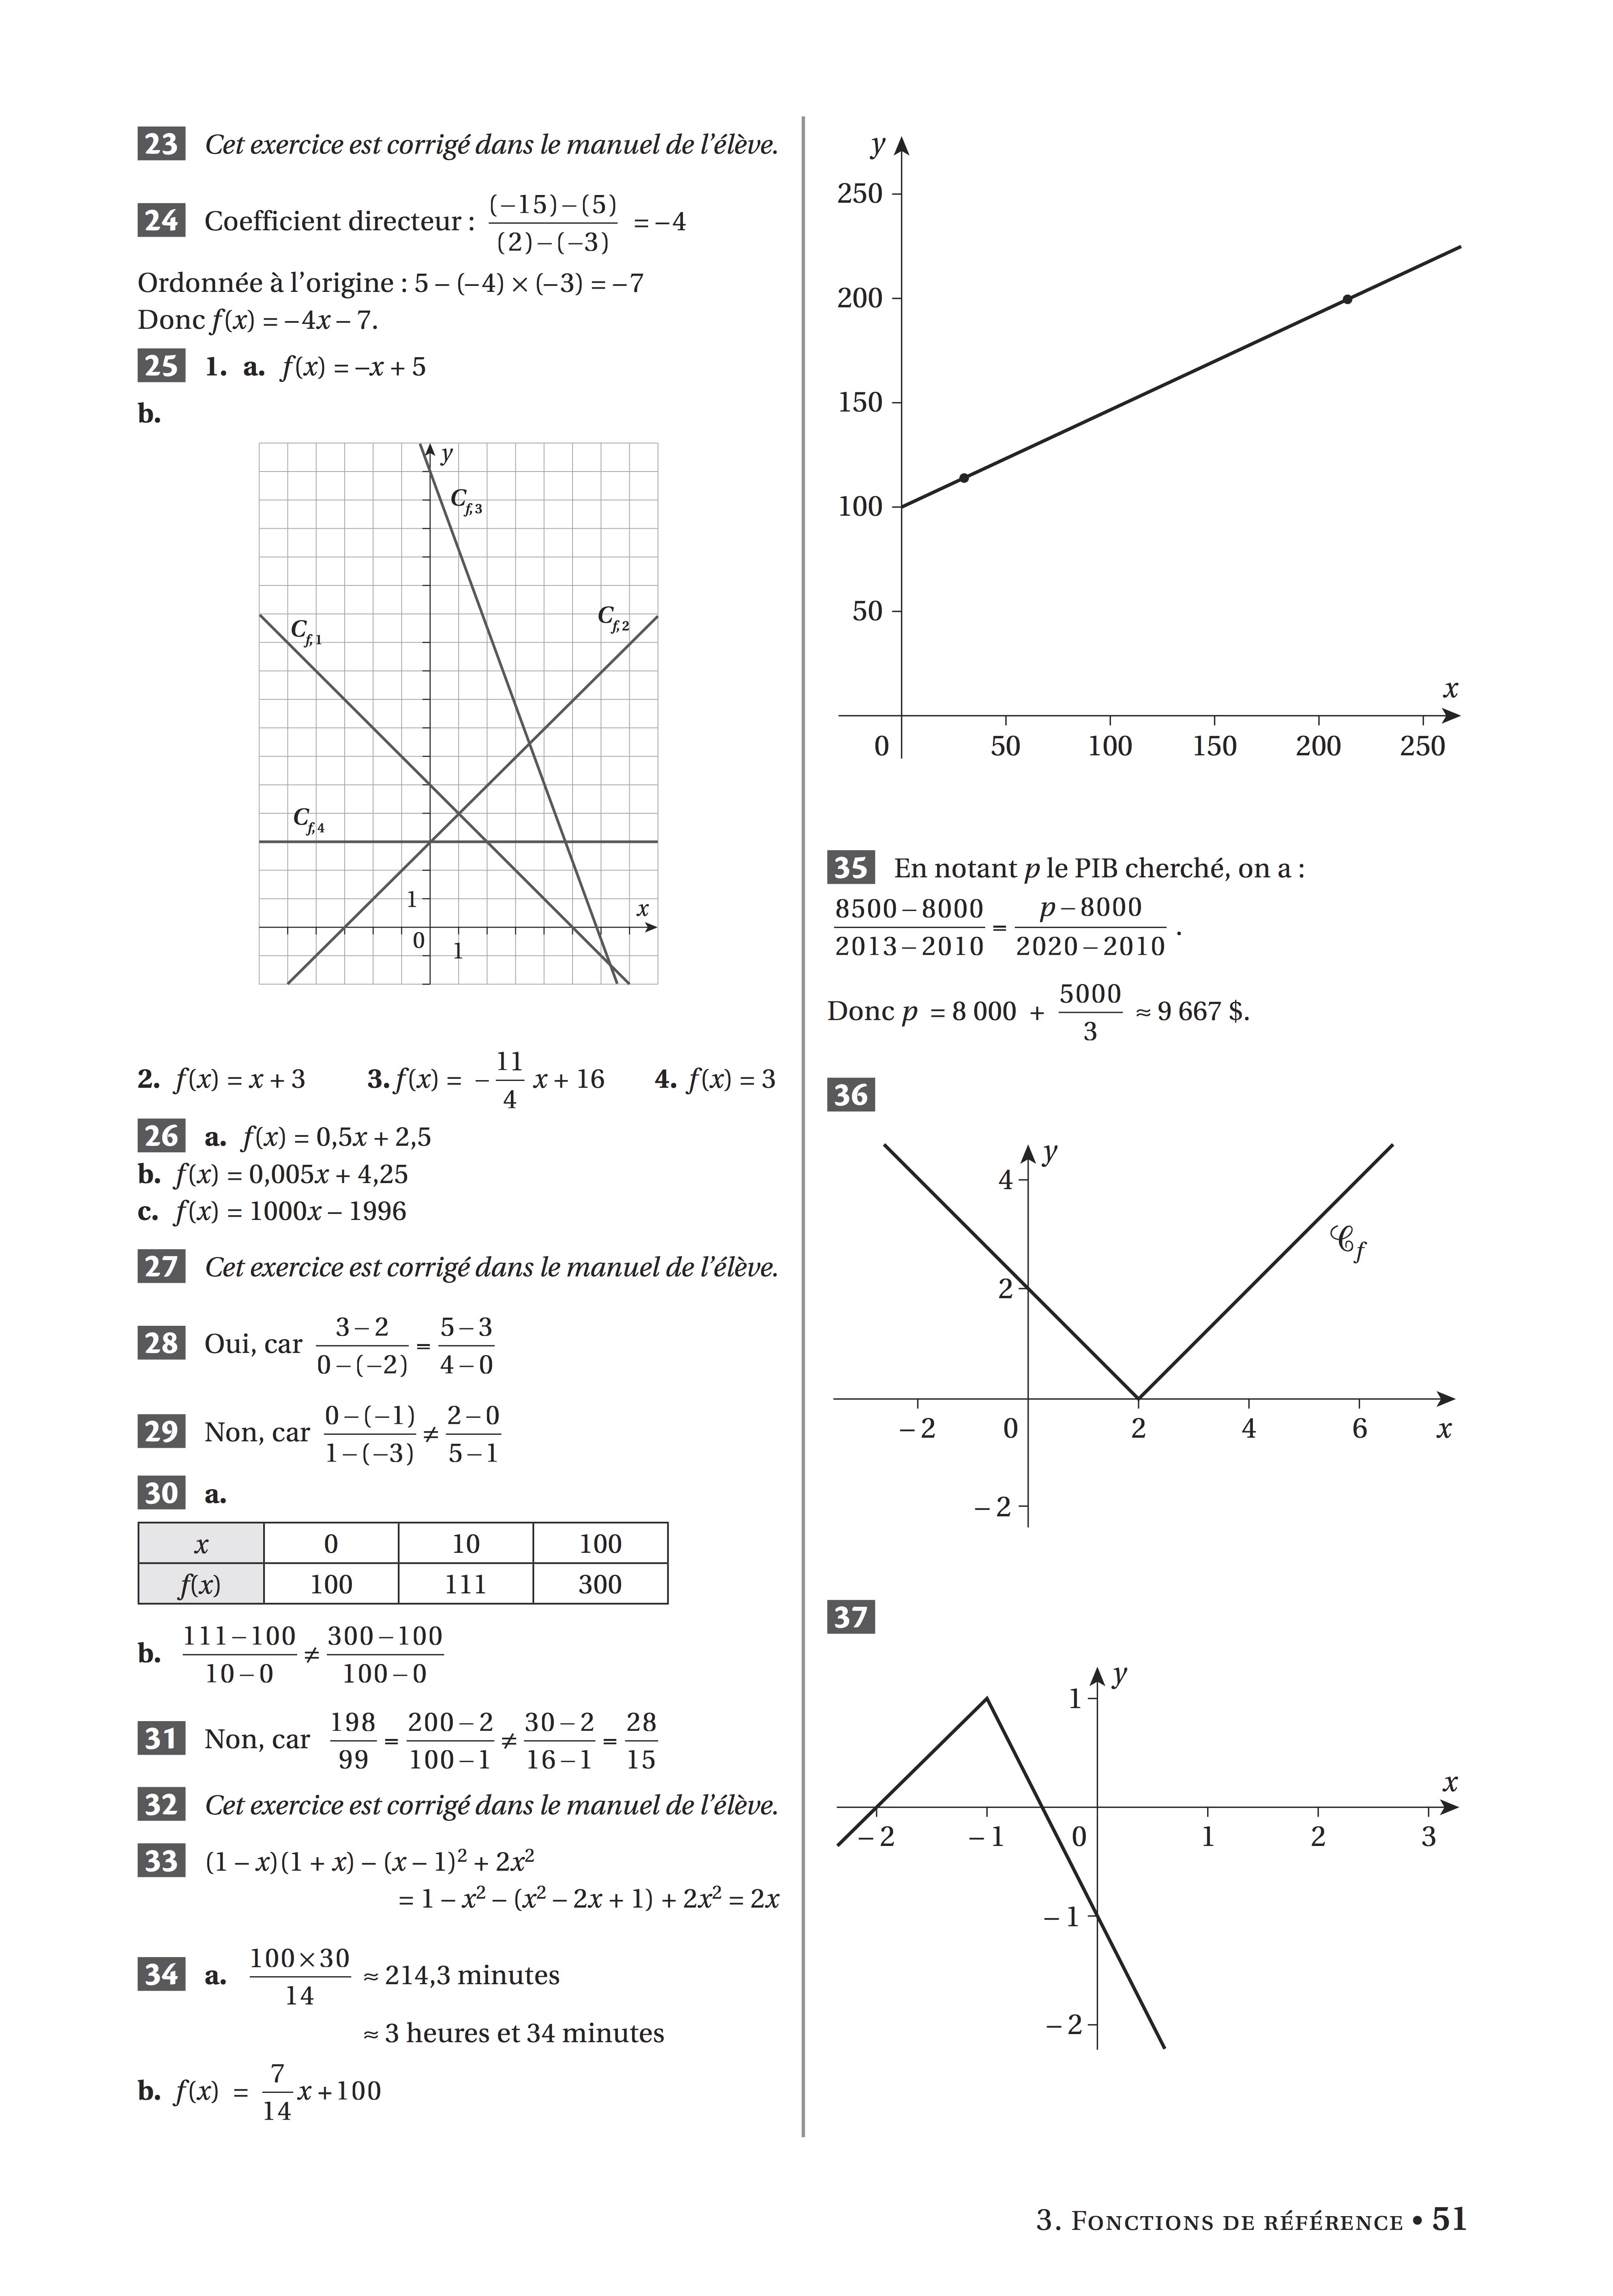 23 Cet exercice est corrigé dans le manuel de l'élève.
24 Coefficient directeur : ((−15)−(5))/((2)−(−3)) = −4
Ordonnée à l'origine : 5 − (−4) × (−3) = −7
Donc f(x) = −4x − 7.
25 1. a. f(x) = −x + 5
b.
y
C f,3
C f,2
C f,1
C f,4
1
x
0
1
2. f(x) = x + 3 3. f(x) = −11/4 x + 16 4. f(x) = 3
26 a. f(x) = 0,5x + 2,5
b. f(x) = 0,005x + 4,25
c. f(x) = 1000x − 1996
27 Cet exercice est corrigé dans le manuel de l'élève.
28 Oui, car (3−2)/(0−(−2)) = (5−3)/(4−0)
29 Non, car (0−(−1))/(1−(−3)) ≠ (2−0)/(5−1)
30 a.
x 0 10 100
f(x) 100 111 300
b. (111−100)/(10−0) ≠ (300−100)/(100−0)
31 Non, car 198/99 = (200−2)/(100−1) ≠ (30−2)/(16−1) = 28/15
32 Cet exercice est corrigé dans le manuel de l'élève.
33 (1 − x)(1 + x) − (x − 1)² + 2x²
= 1 − x² − (x² − 2x + 1) + 2x² = 2x
34 a. (100×30)/14 ≈ 214,3 minutes
≈ 3 heures et 34 minutes
b. f(x) = 7/14 x + 100
y
250
200
150
100
50
x
0 50 100 150 200 250
35 En notant p le PIB cherché, on a :
(8500−8000)/(2013−2010) = (p−8000)/(2020−2010) .
Donc p = 8 000 + 5000/3 ≈ 9 667 $.
36
y
4
𝒞f
2
−2 0 2 4 6 x
−2
37
y
1
x
−2 −1 0 1 2 3
−1
−2
3. FONCTIONS DE RÉFÉRENCE • 51